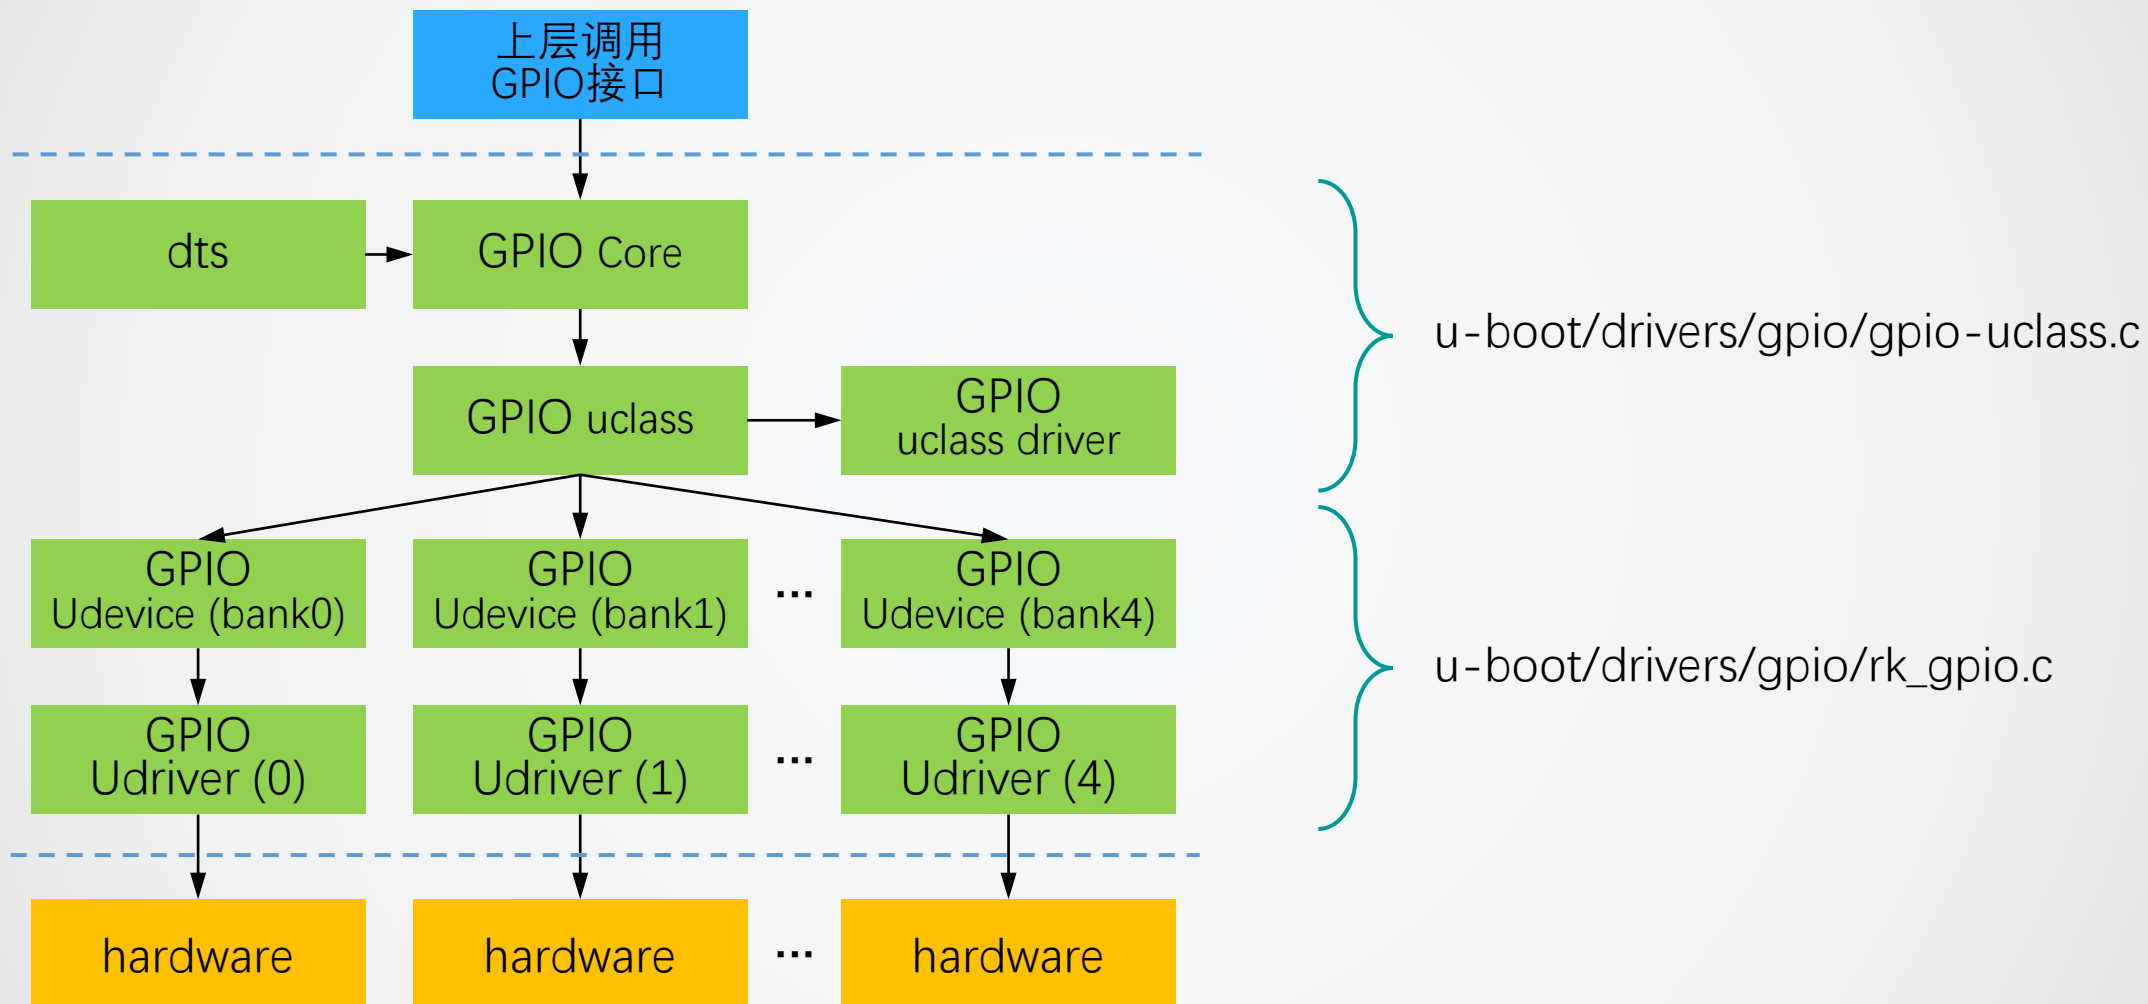 上层调用
GPIO接口
dts
GPIO Core
GPIO uclass
GPIO
uclass driver
u-boot/drivers/gpio/gpio-uclass.c
GPIO
Udevice (bank0)
GPIO
Udevice (bank1)
...
GPIO
Udevice (bank4)
u-boot/drivers/gpio/rk_gpio.c
GPIO
Udriver (0)
GPIO
Udriver (1)
...
GPIO
Udriver (4)
hardware
hardware
...
hardware